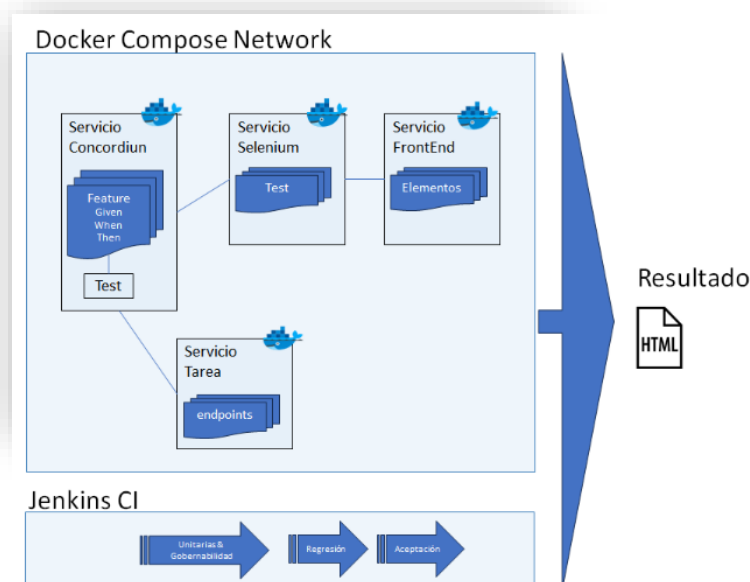 Docker Compose Network
Servicio
Concordiun
Feature
Given
When
Then
Test
Servicio
Selenium
Test
Servicio
FrontEnd
Elementos
Servicio
Tarea
endpoints
Resultado
HTML
Jenkins CI
Unitarias &
Gobernabilidad
Regresión
Aceptación